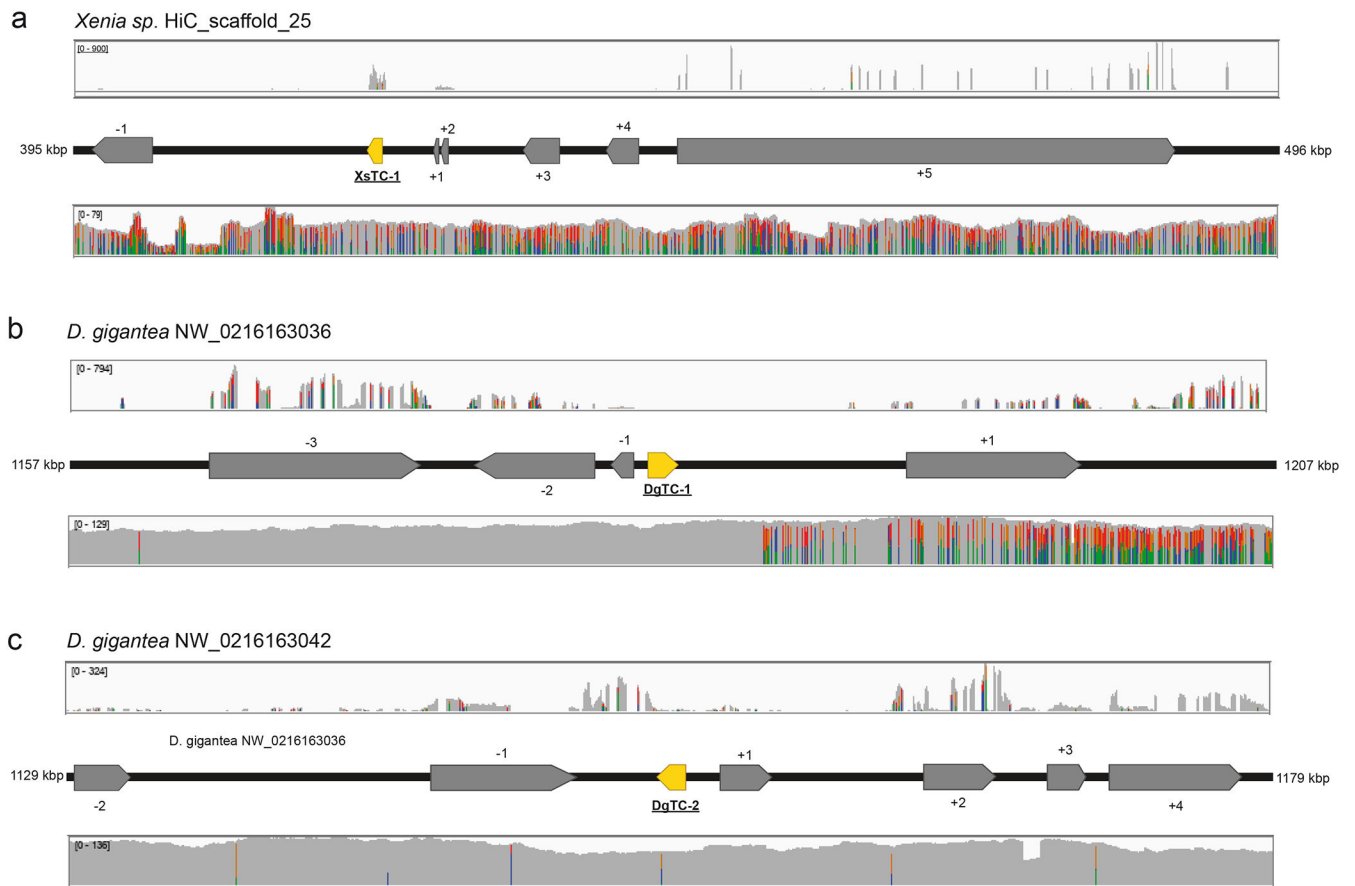 a
Xenia sp. HiC_scaffold_25
[0 - 900]
-1
+2
+4
395 kbp
496 kbp
XsTC-1
+1
+3
+5
[0 - 79]
b
D. gigantea NW_0216163036
[0 - 794]
-3
-1
+1
1157 kbp
1207 kbp
-2
DgTC-1
[0 - 129]
c
D. gigantea NW_0216163042
[0 - 324]
D. gigantea NW_0216163036
-1
+1
+3
1129 kbp
1179 kbp
-2
DgTC-2
+2
+4
[0 - 136]